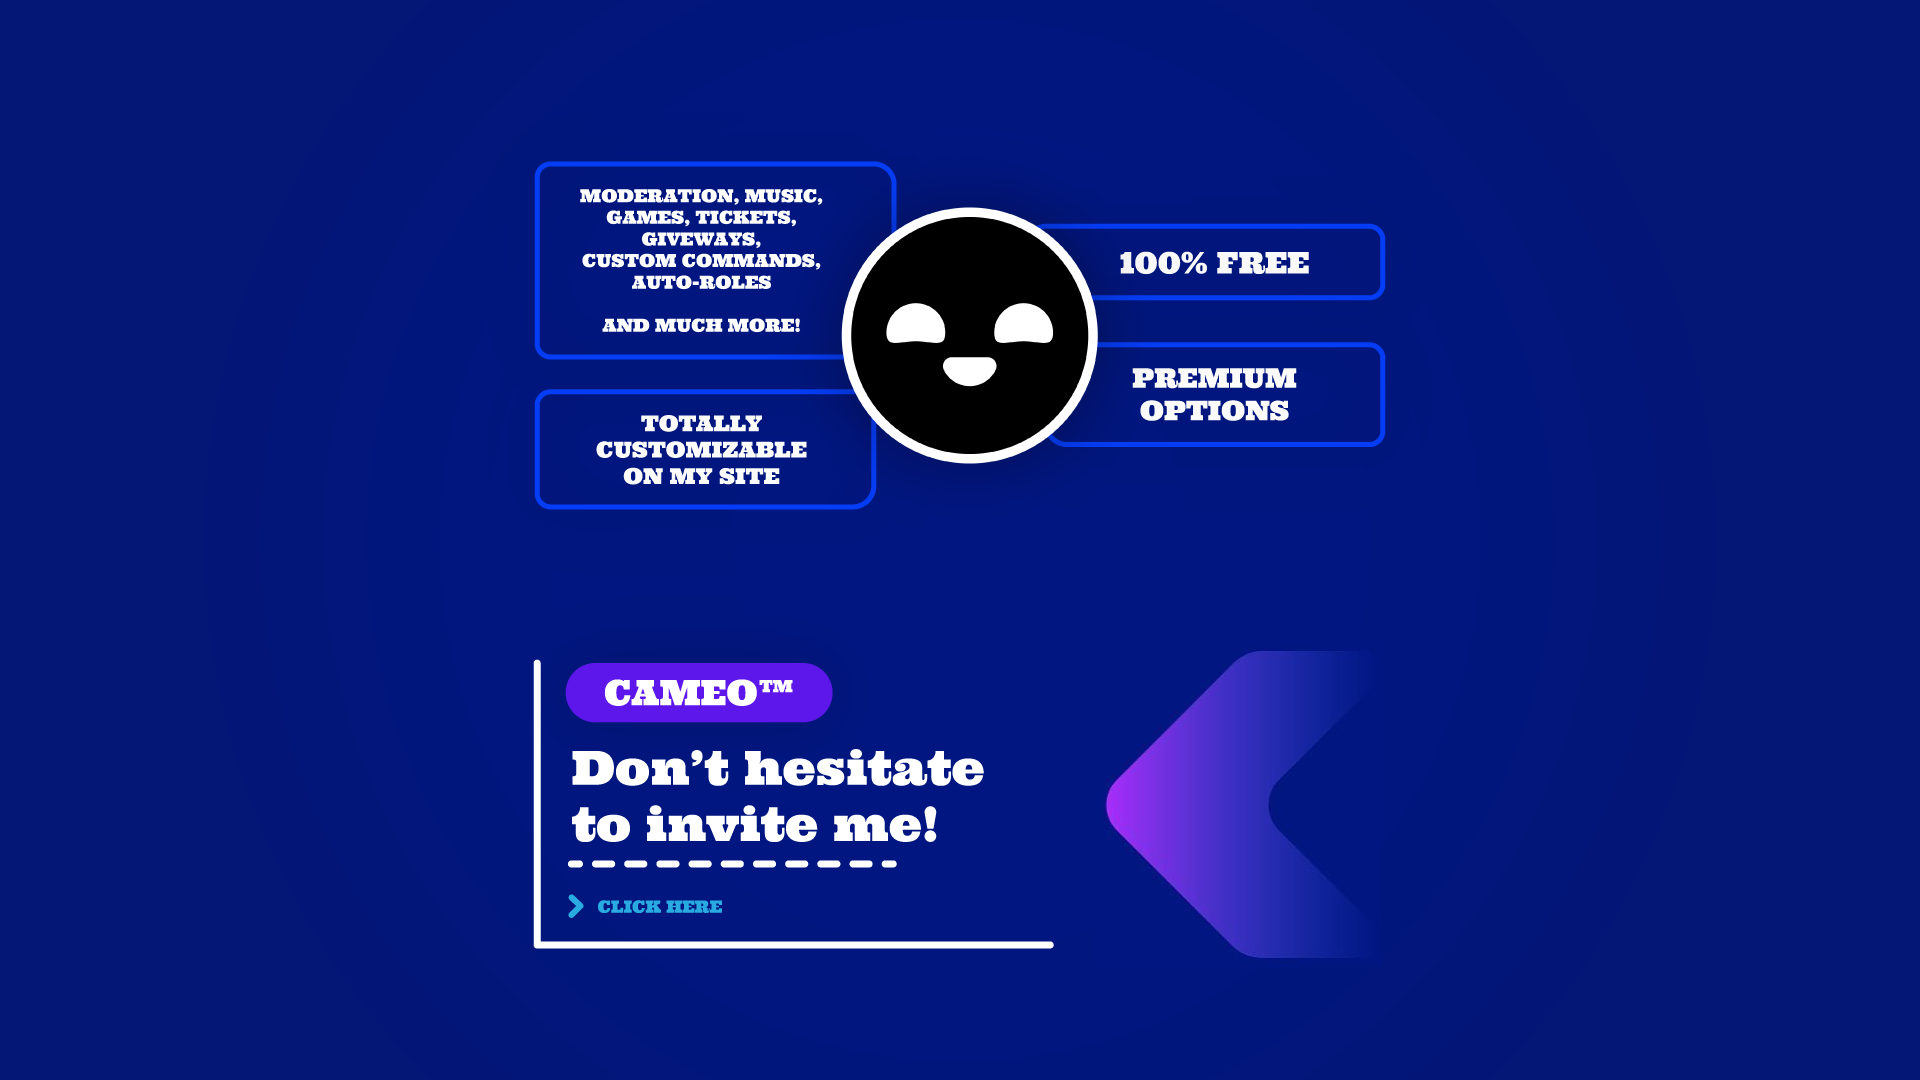 MODERATION, MUSIC,
GAMES, TICKETS,
GIVEWAYS,
CUSTOM COMMANDS,
AUTO-ROLES
AND MUCH MORE!
TOTALLY
CUSTOMIZABLE
ON MY SITE
100% FREE
PREMIUM
OPTIONS
CAMEO™
Don’t hesitate
to invite me!
CLICK HERE